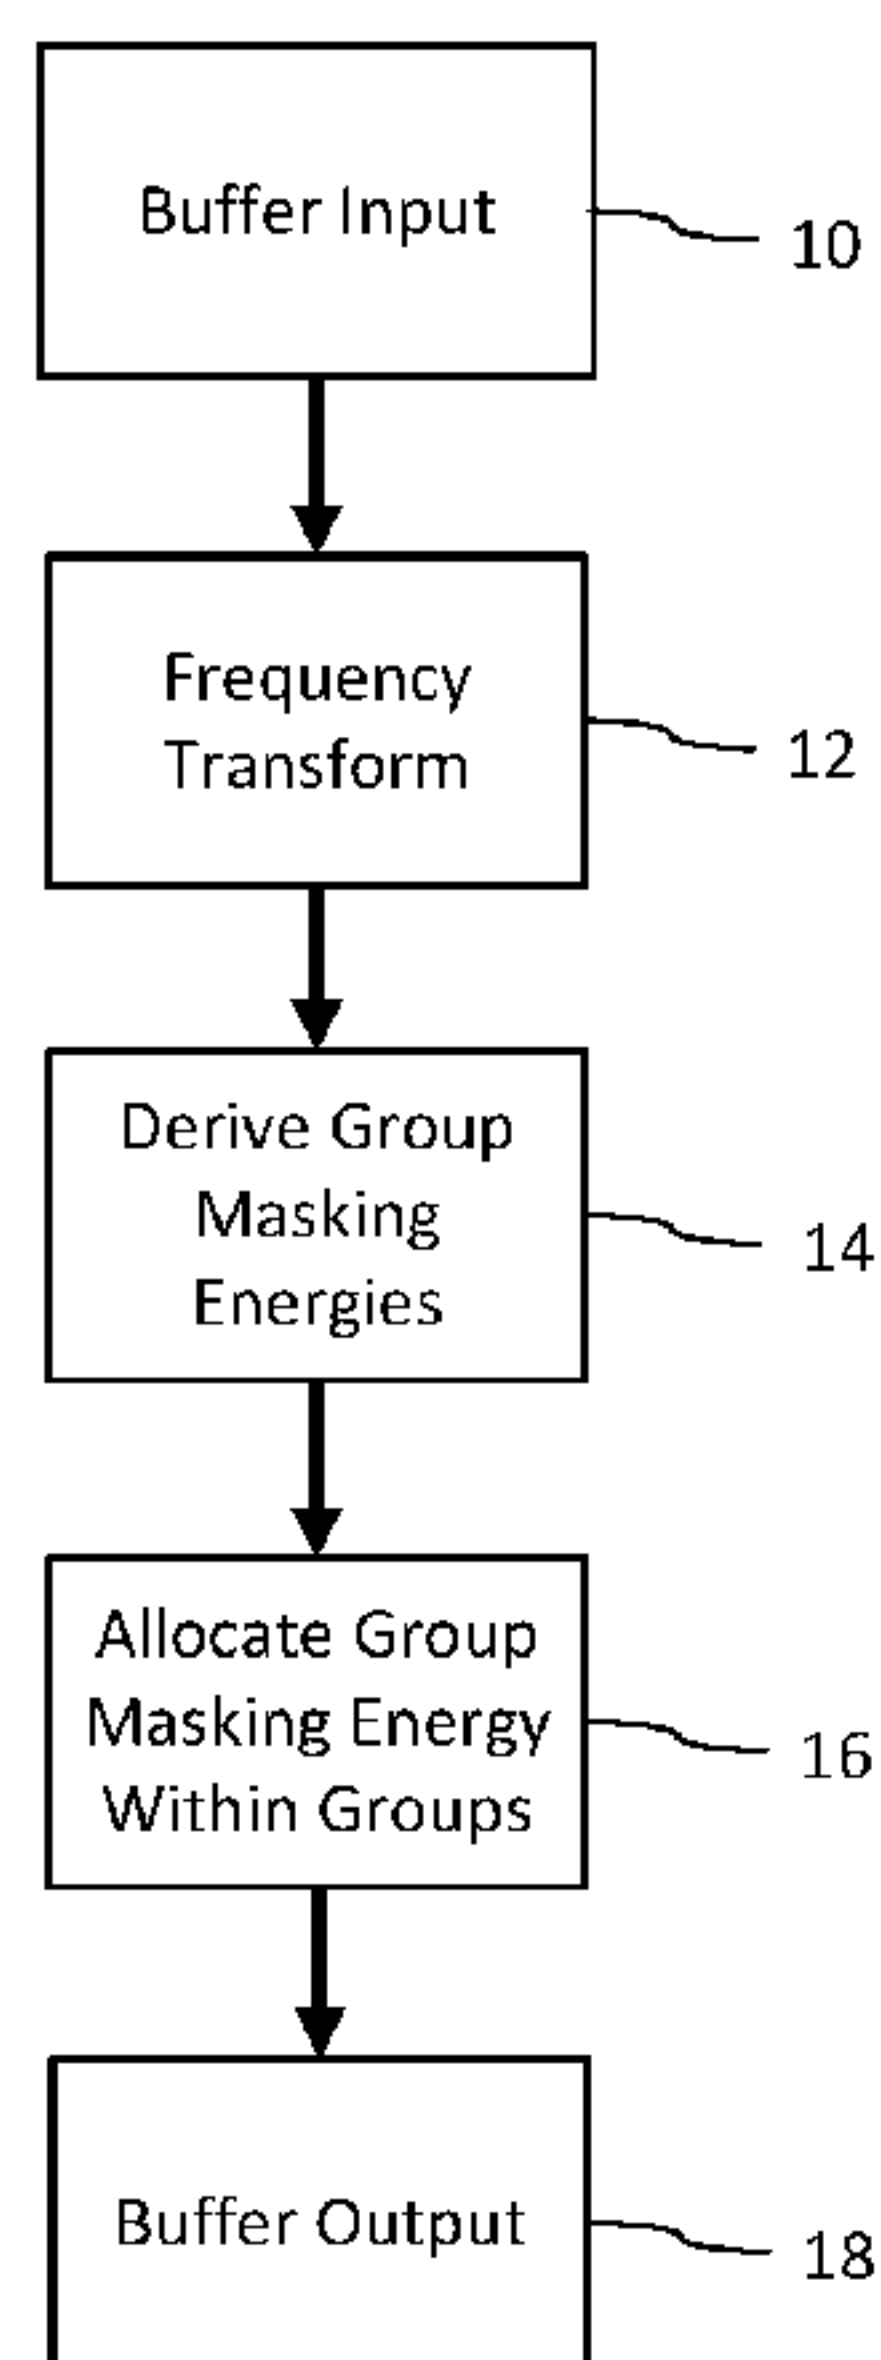 Buffer Input
10
Frequency
Transform
12
Derive Group
Masking
Energies
14
Allocate Group
Masking Energy
Within Groups
16
Buffer Output
18